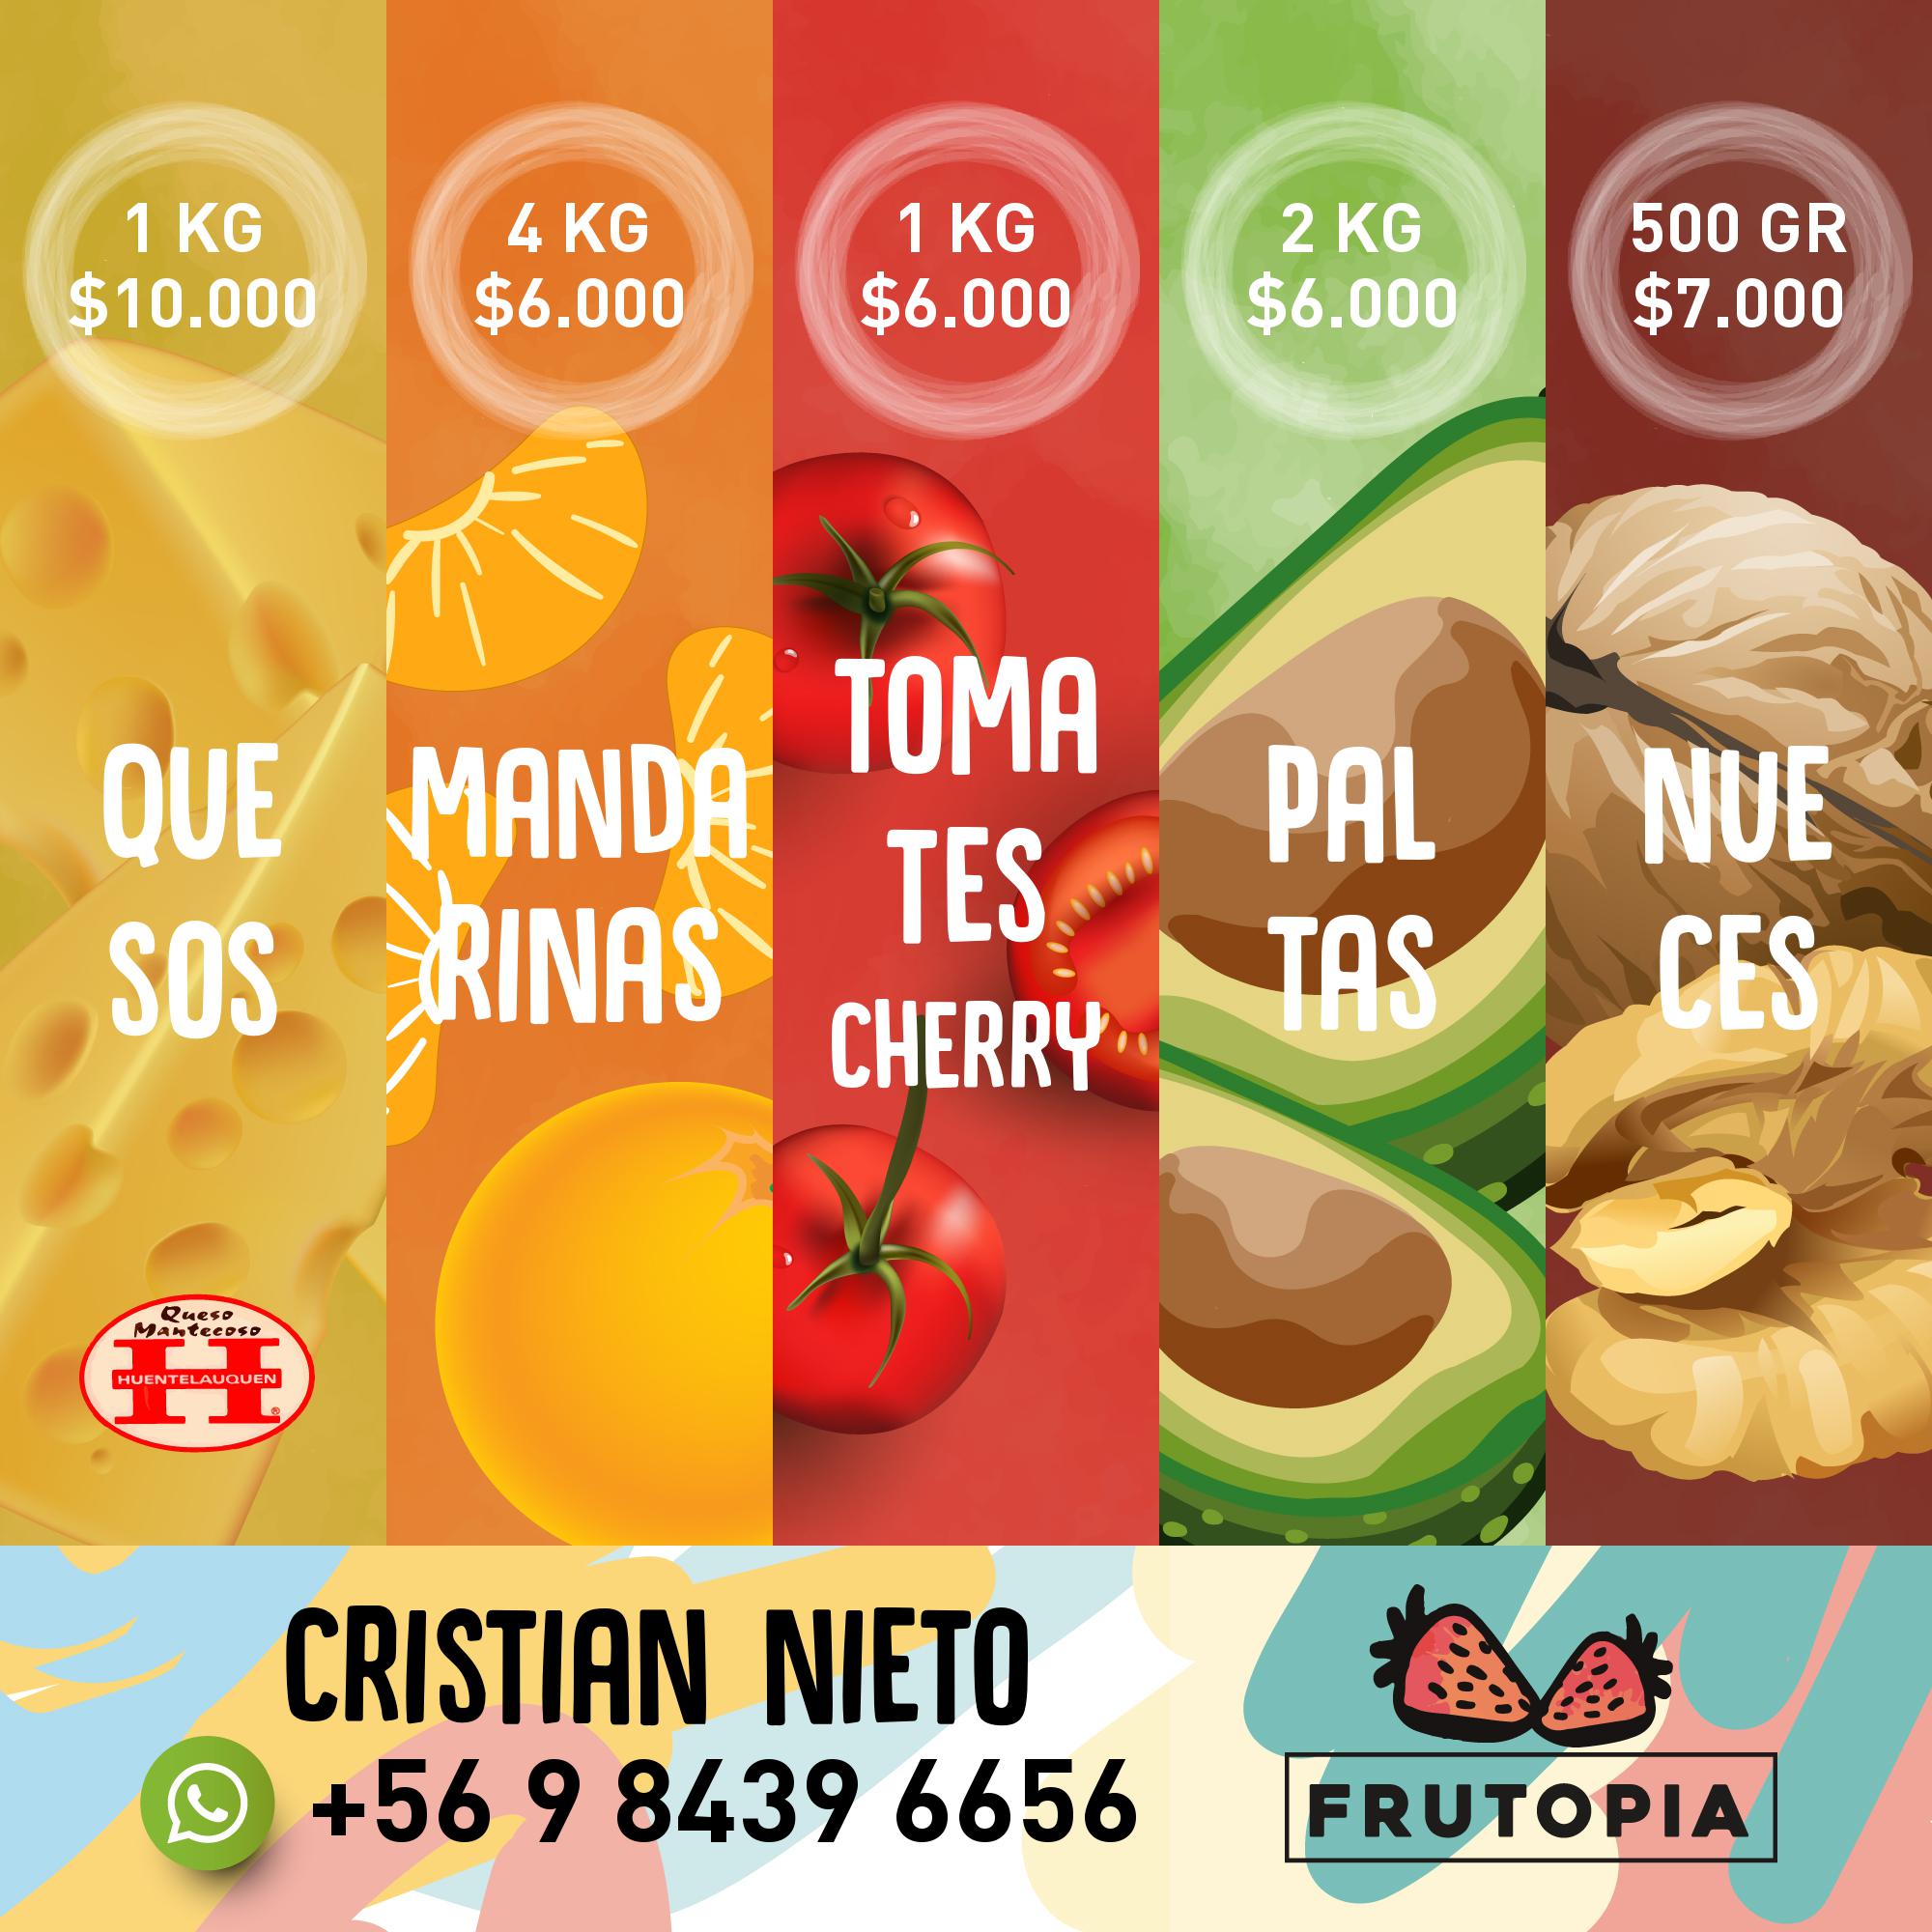 1 KG
$10.000
QUE
SOS
Queso
Mantecoso
H
HUENTELAUQUEN
®
4 KG
$6.000
MANDA
RINAS
1 KG
$6.000
TOMA
TES
CHERRY
2 KG
$6.000
PAL
TAS
500 GR
$7.000
NUE
CES
CRISTIAN NIETO
+56 9 8439 6656
FRUTOPIA